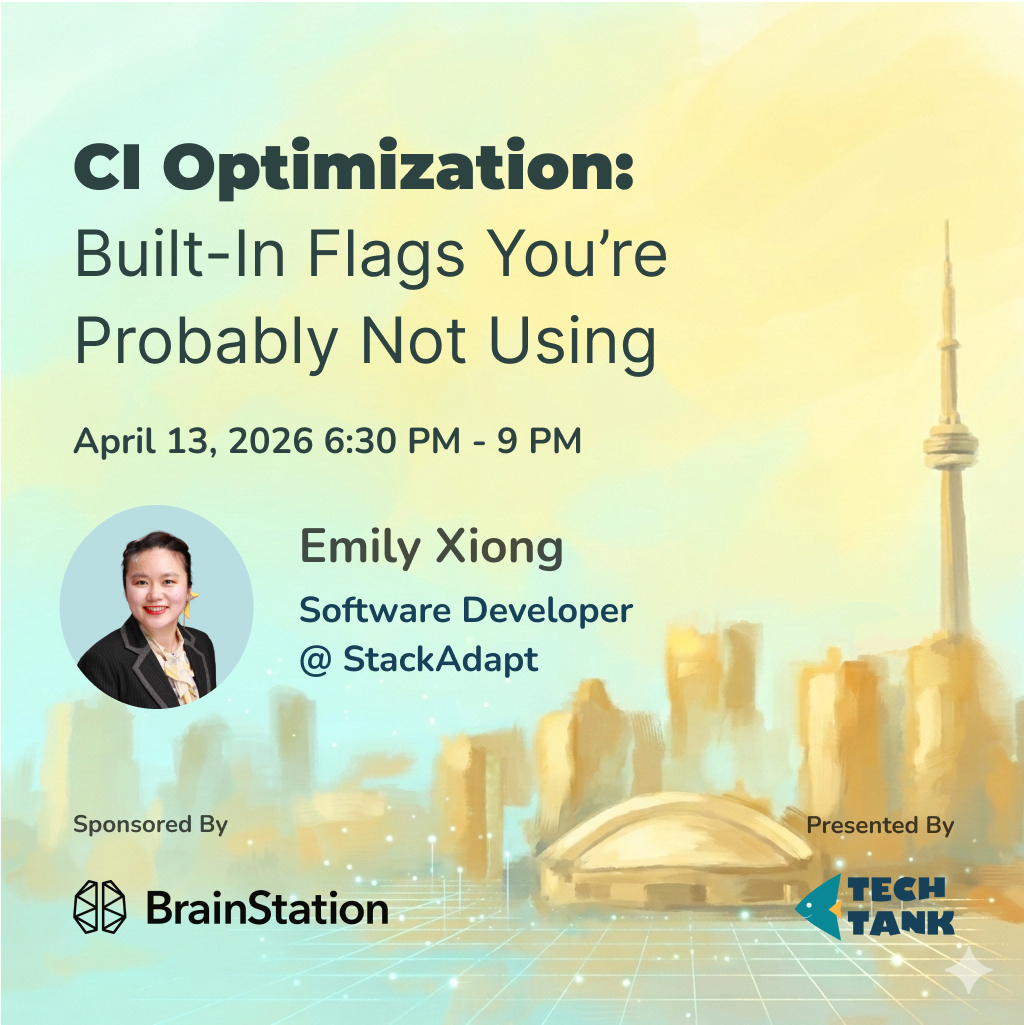 CI Optimization:
Built-In Flags You’re
Probably Not Using
April 13, 2026 6:30 PM - 9 PM
Emily Xiong
Software Developer
@ StackAdapt
Sponsored By
BrainStation
Presented By
TECH
TANK